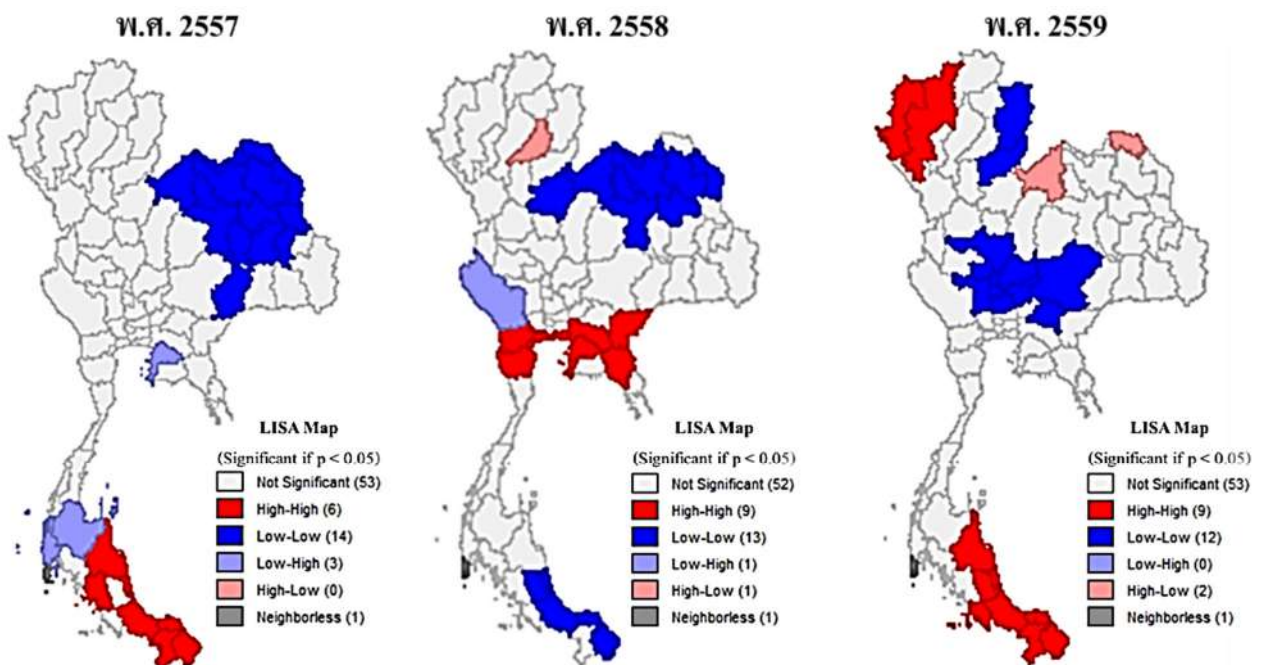 พ.ศ. 2557
LISA Map
(Significant if p < 0.05)
Not Significant (53)
High-High (6)
Low-Low (14)
Low-High (3)
High-Low (0)
Neighborless (1)
พ.ศ. 2558
LISA Map
(Significant if p < 0.05)
Not Significant (52)
High-High (9)
Low-Low (13)
Low-High (1)
High-Low (1)
Neighborless (1)
พ.ศ. 2559
LISA Map
(Significant if p < 0.05)
Not Significant (53)
High-High (9)
Low-Low (12)
Low-High (0)
High-Low (2)
Neighborless (1)